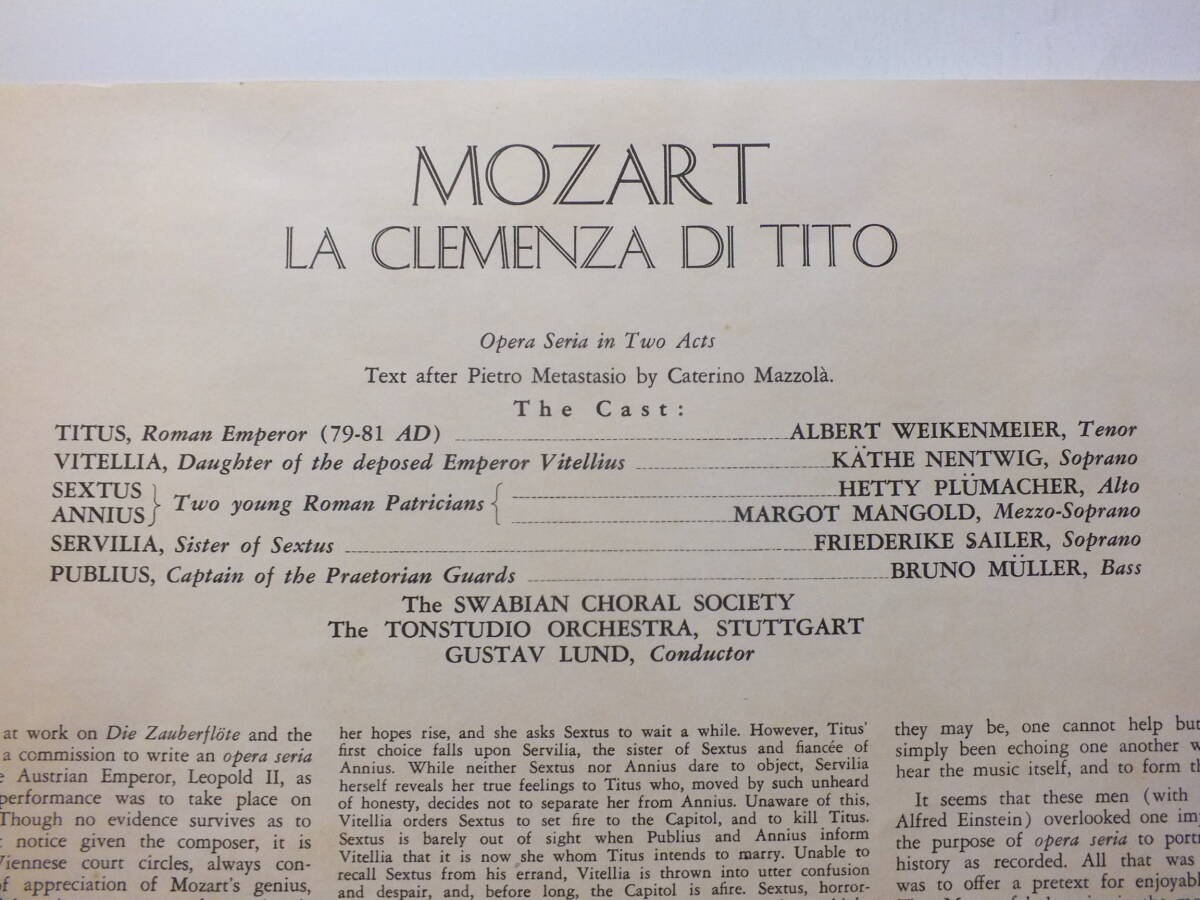 MOZART
LA CLEMENZA DI TITO
Opera Seria in Two Acts
Text after Pietro Metastasio by Caterino Mazzolà.
The Cast:
TITUS, Roman Emperor (79-81 AD) ALBERT WEIKENMEIER, Tenor
VITELLIA, Daughter of the deposed Emperor Vitellius KÄTHE NENTWIG, Soprano
SEXTUS } Two young Roman Patricians { HETTY PLÜMACHER, Alto
ANNIUS MARGOT MANGOLD, Mezzo-Soprano
SERVILIA, Sister of Sextus FRIEDERIKE SAILER, Soprano
PUBLIUS, Captain of the Praetorian Guards BRUNO MÜLLER, Bass
The SWABIAN CHORAL SOCIETY
The TONSTUDIO ORCHESTRA, STUTTGART
GUSTAV LUND, Conductor
at work on Die Zauberflöte and the
a commission to write an opera seria
Austrian Emperor, Leopold II, as
performance was to take place on
Though no evidence survives as to
notice given the composer, it is
Viennese court circles, always con-
of appreciation of Mozart's genius,
her hopes rise, and she asks Sextus to wait a while. However, Titus'
first choice falls upon Servilia, the sister of Sextus and fiancée of
Annius. While neither Sextus nor Annius dare to object, Servilia
herself reveals her true feelings to Titus who, moved by such unheard
of honesty, decides not to separate her from Annius. Unaware of this,
Vitellia orders Sextus to set fire to the Capitol, and to kill Titus.
Sextus is barely out of sight when Publius and Annius inform
Vitellia that it is now she whom Titus intends to marry. Unable to
recall Sextus from his errand, Vitellia is thrown into utter confusion
and despair, and, before long, the Capitol is afire. Sextus, horror-
they may be, one cannot help but
simply been echoing one another
hear the music itself, and to form
It seems that these men (with
Alfred Einstein) overlooked one
the purpose of opera seria to
history as recorded. All that was
was to offer a pretext for